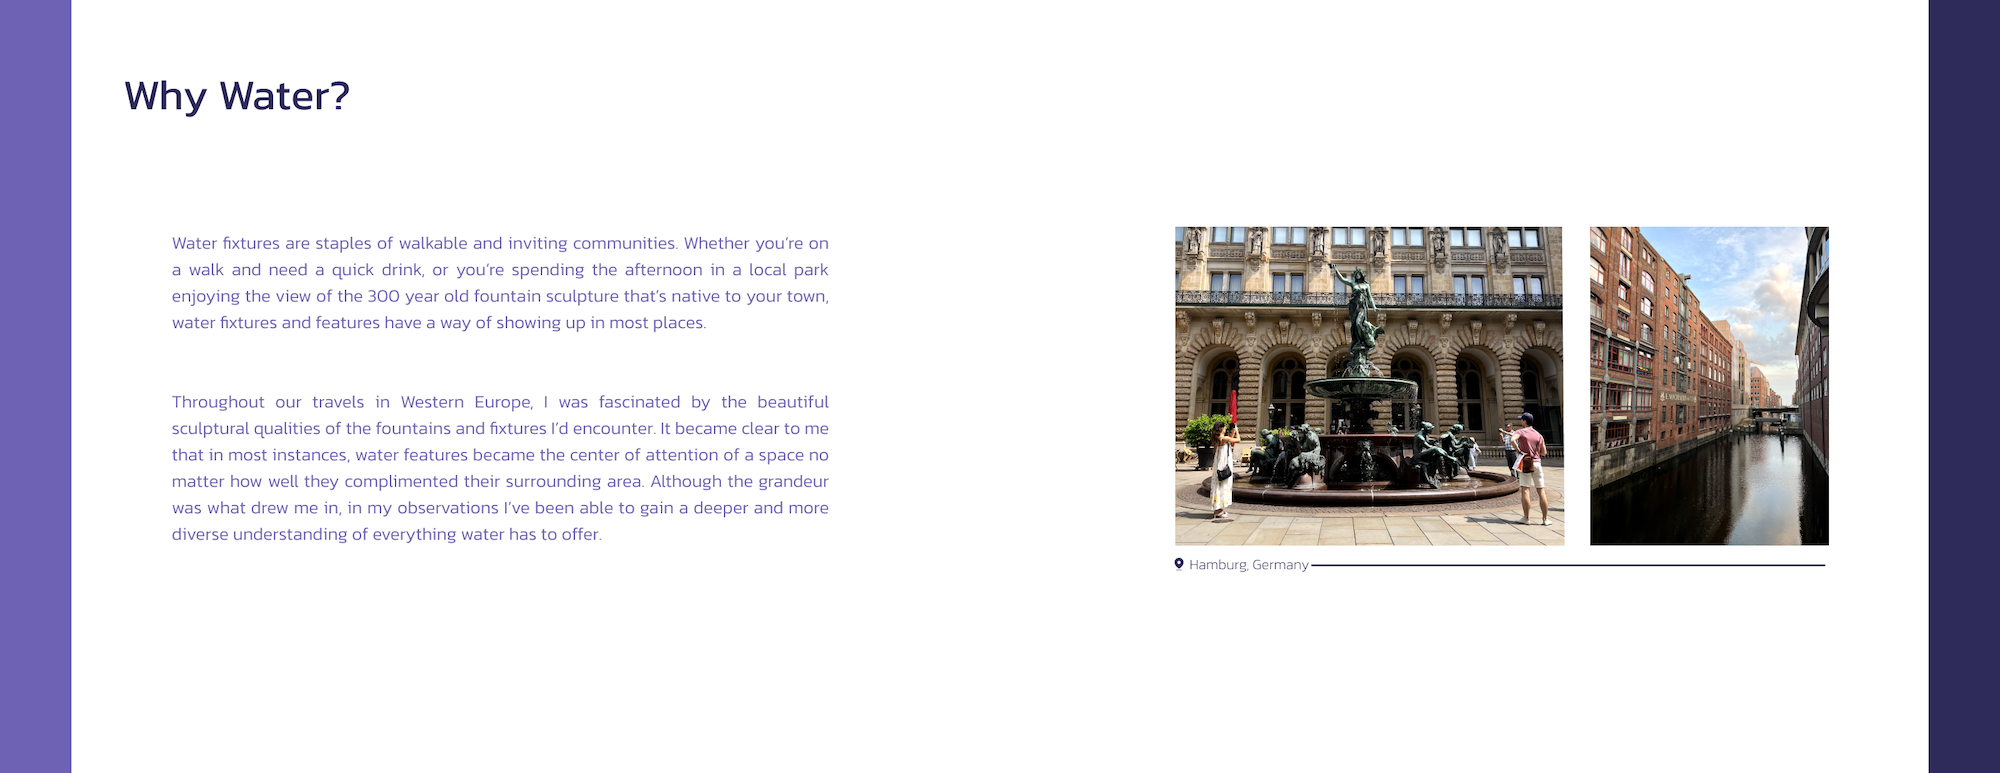 Why Water?
Water fixtures are staples of walkable and inviting communities. Whether you're on
a walk and need a quick drink, or you're spending the afternoon in a local park
enjoying the view of the 300 year old fountain sculpture that's native to your town,
water fixtures and features have a way of showing up in most places.
Throughout our travels in Western Europe, I was fascinated by the beautiful
sculptural qualities of the fountains and fixtures I'd encounter. It became clear to me
that in most instances, water features became the center of attention of a space no
matter how well they complimented their surrounding area. Although the grandeur
was what drew me in, in my observations I've been able to gain a deeper and more
diverse understanding of everything water has to offer.
Hamburg, Germany